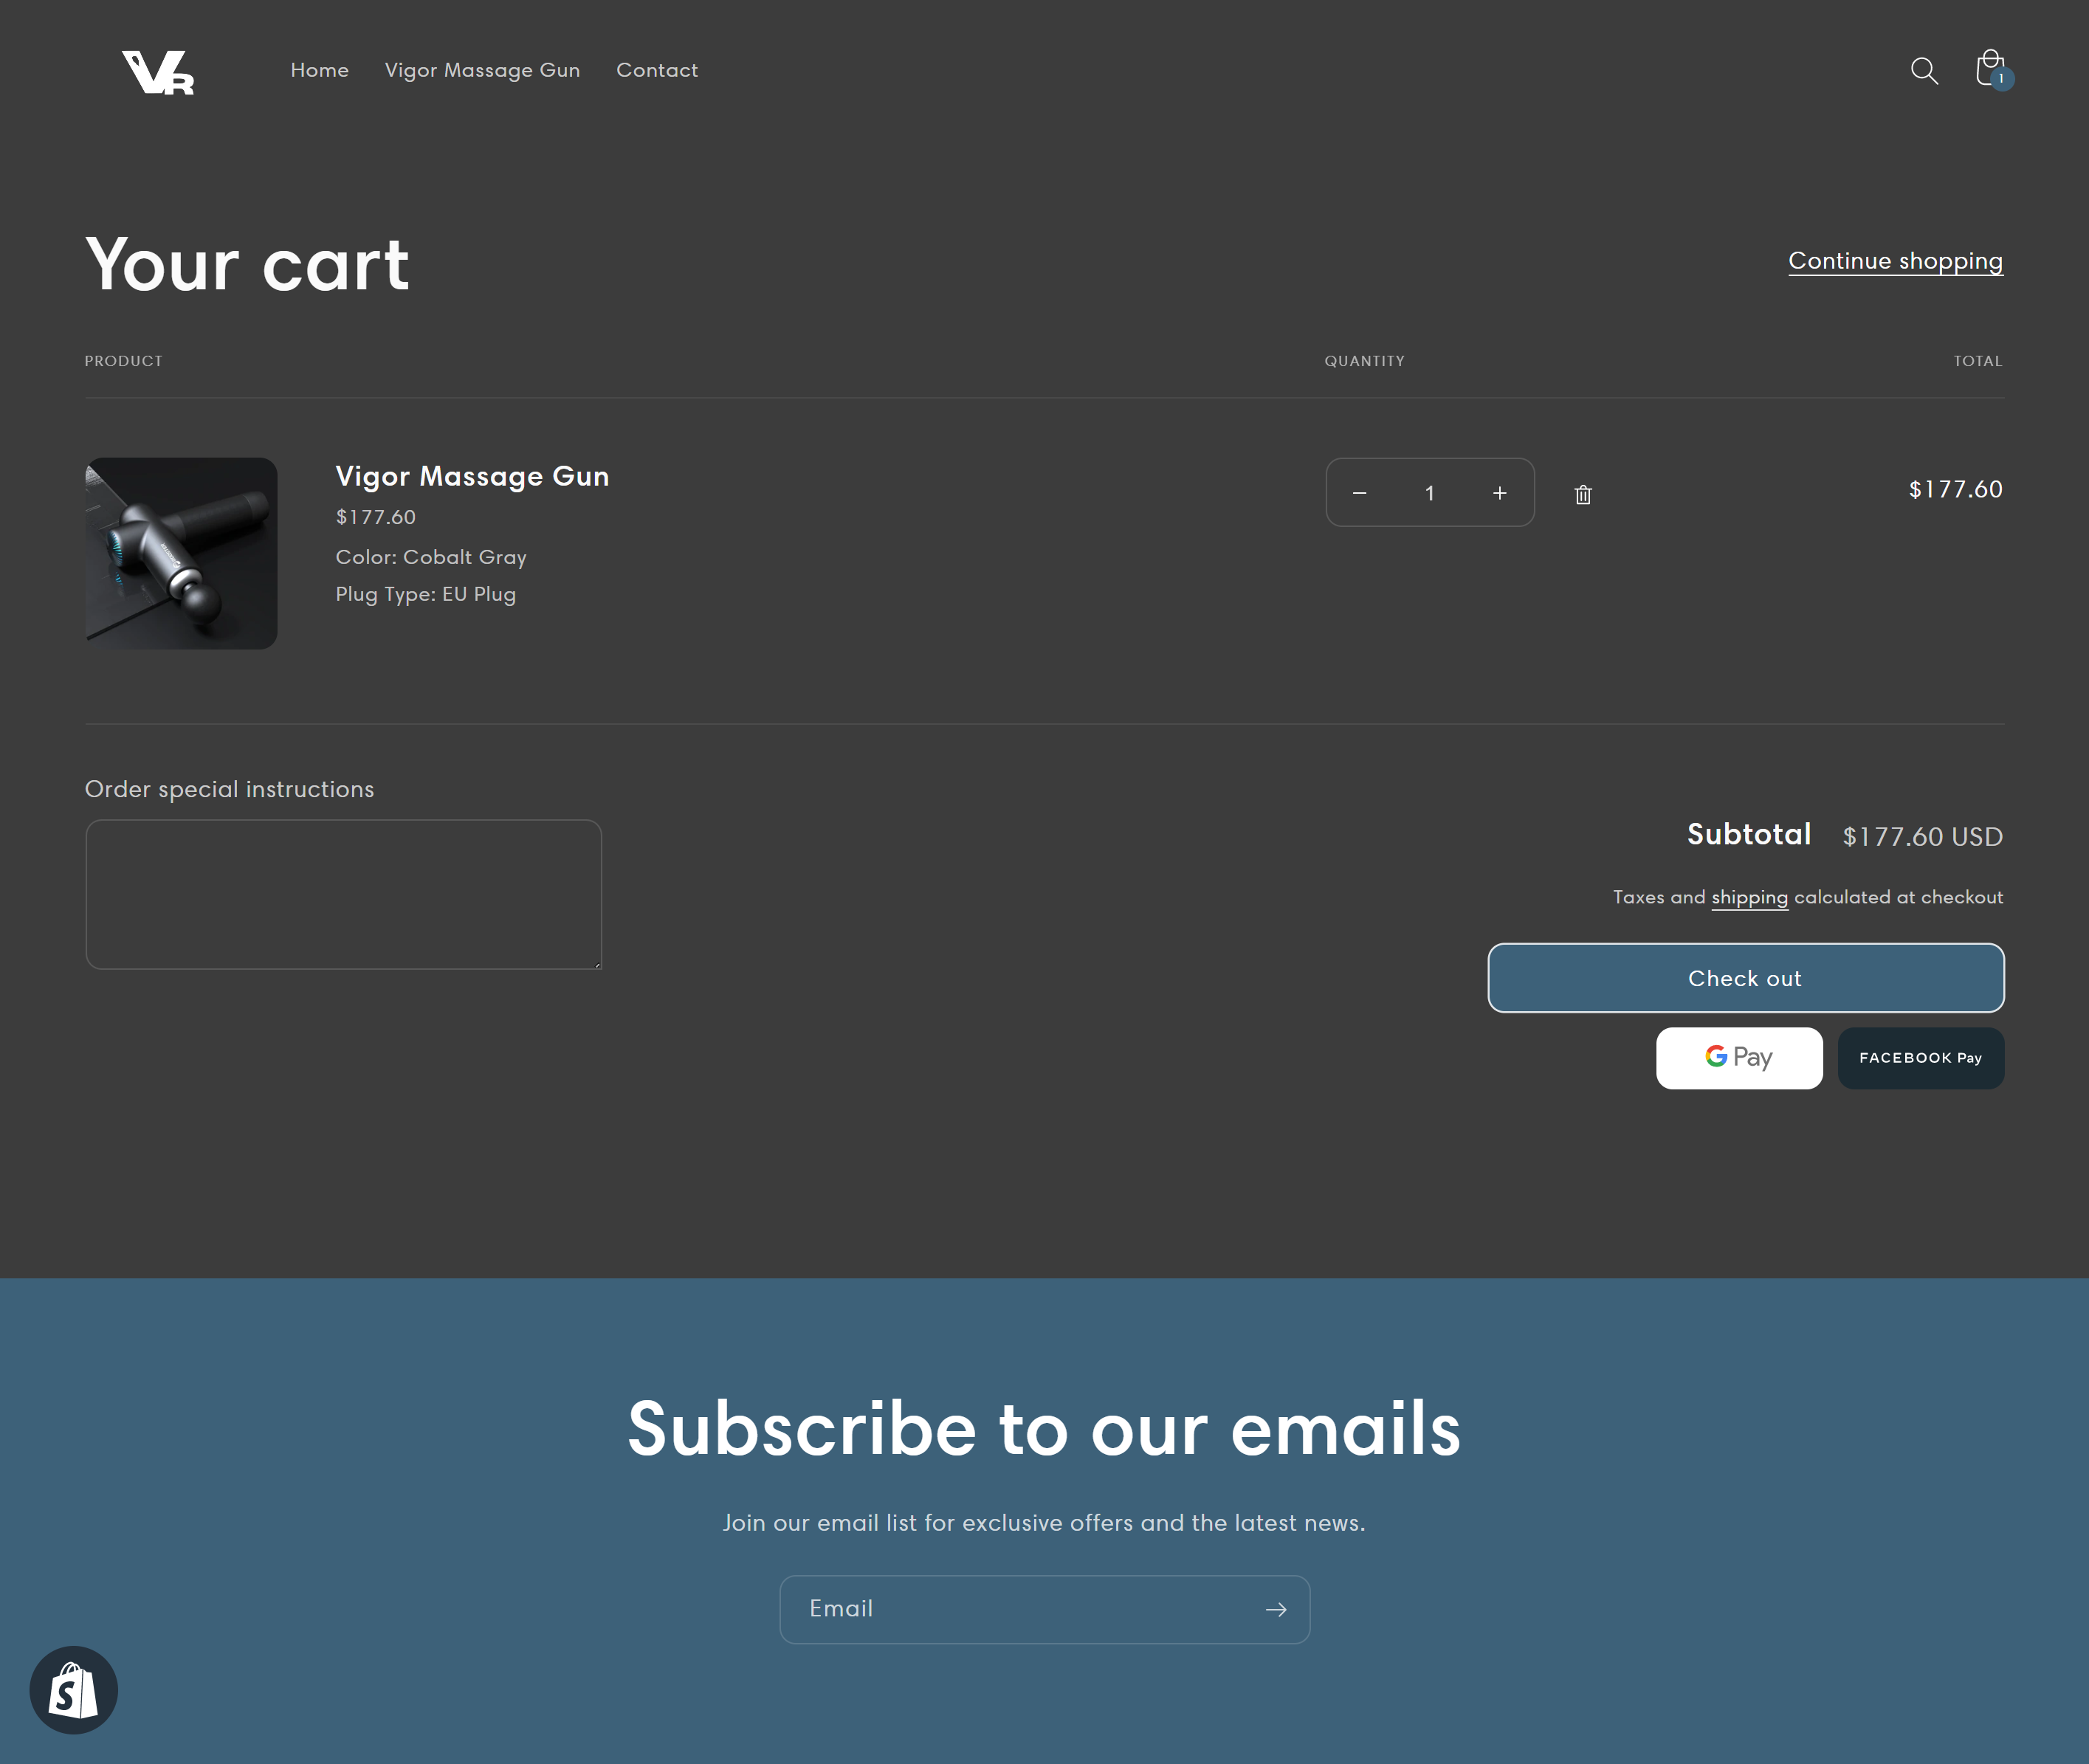 VR
Home Vigor Massage Gun Contact
1
Your cart
Continue shopping
PRODUCT QUANTITY TOTAL
Vigor Massage Gun
$177.60
Color: Cobalt Gray
Plug Type: EU Plug
1
$177.60
Order special instructions
Subtotal $177.60 USD
Taxes and shipping calculated at checkout
Check out
G Pay
FACEBOOK Pay
Subscribe to our emails
Join our email list for exclusive offers and the latest news.
Email
S